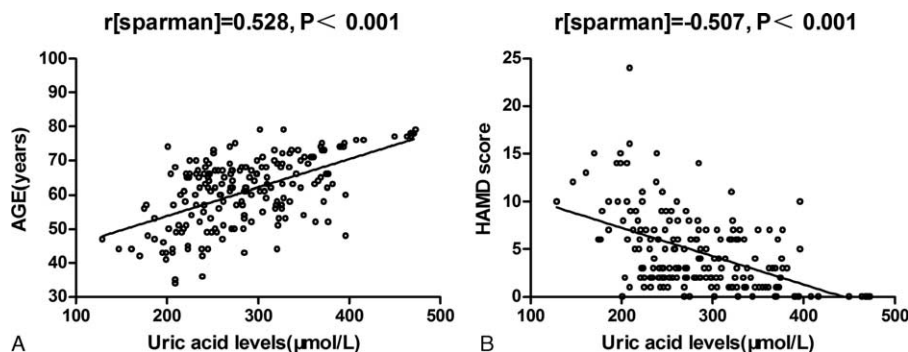 r[sparman]=0.528, P< 0.001
100
90
80
70
60
50
40
30
AGE(years)
100 200 300 400 500
A Uric acid levels(µmol/L)
r[sparman]=-0.507, P< 0.001
25
20
15
10
5
0
HAMD score
100 200 300 400 500
B Uric acid levels(µmol/L)